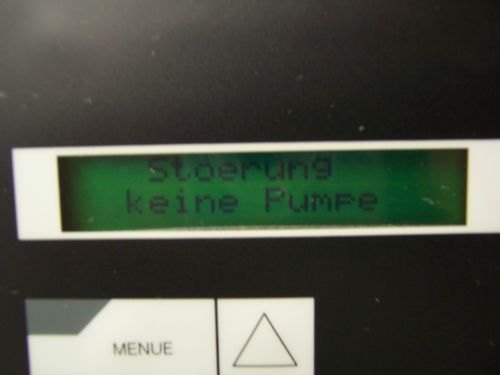 Stoerung
keine Pumpe
MENUE